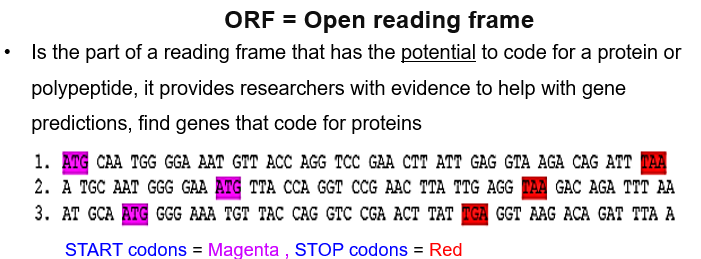 ORF = Open reading frame
• Is the part of a reading frame that has the potential to code for a protein or
polypeptide, it provides researchers with evidence to help with gene
predictions, find genes that code for proteins
1. ATG CAA TGG GGA AAT GTT ACC AGG TCC GAA CTT ATT GAG GTA AGA CAG ATT TAA
2. A TGC AAT GGG GAA ATG TTA CCA GGT CCG AAC TTA TTG AGG TAA GAC AGA TTT AA
3. AT GCA ATG GGG AAA TGT TAC CAG GTC CGA ACT TAT TGA GGT AAG ACA GAT TTA A
START codons = Magenta , STOP codons = Red